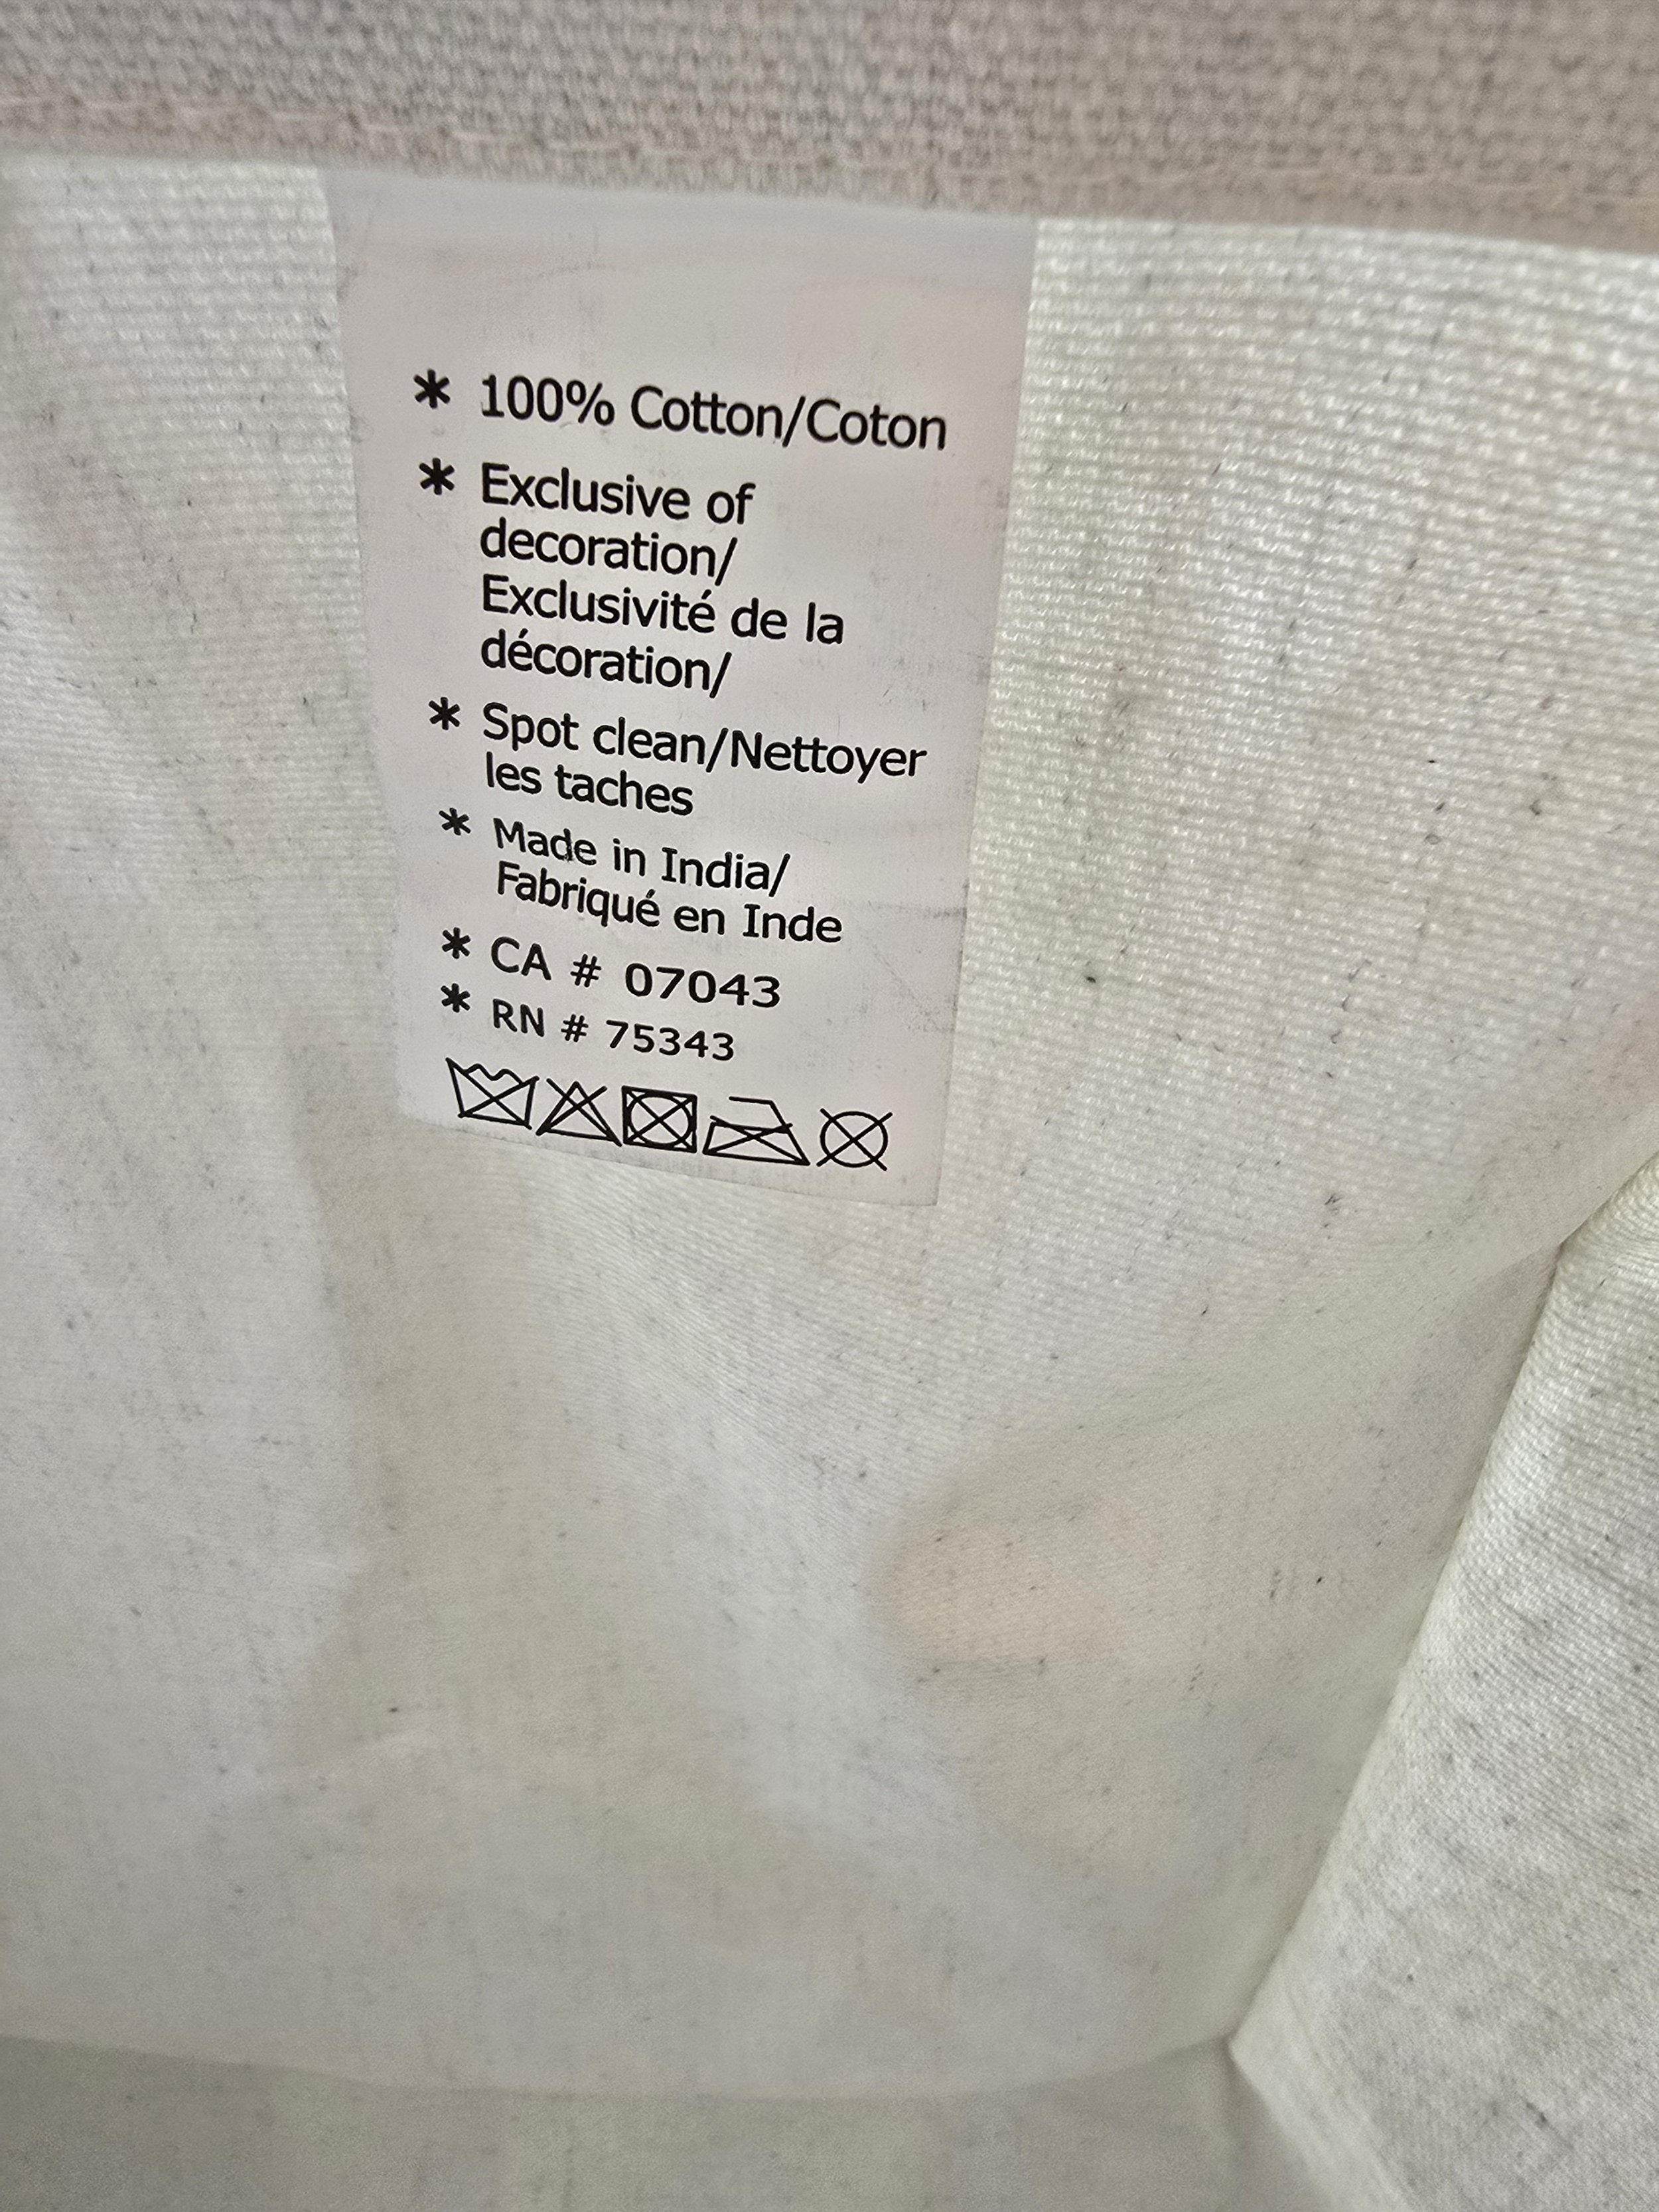 * 100% Cotton/Coton
* Exclusive of
decoration/
Exclusivité de la
décoration/
* Spot clean/Nettoyer
les taches
* Made in India/
Fabriqué en Inde
* CA # 07043
* RN # 75343